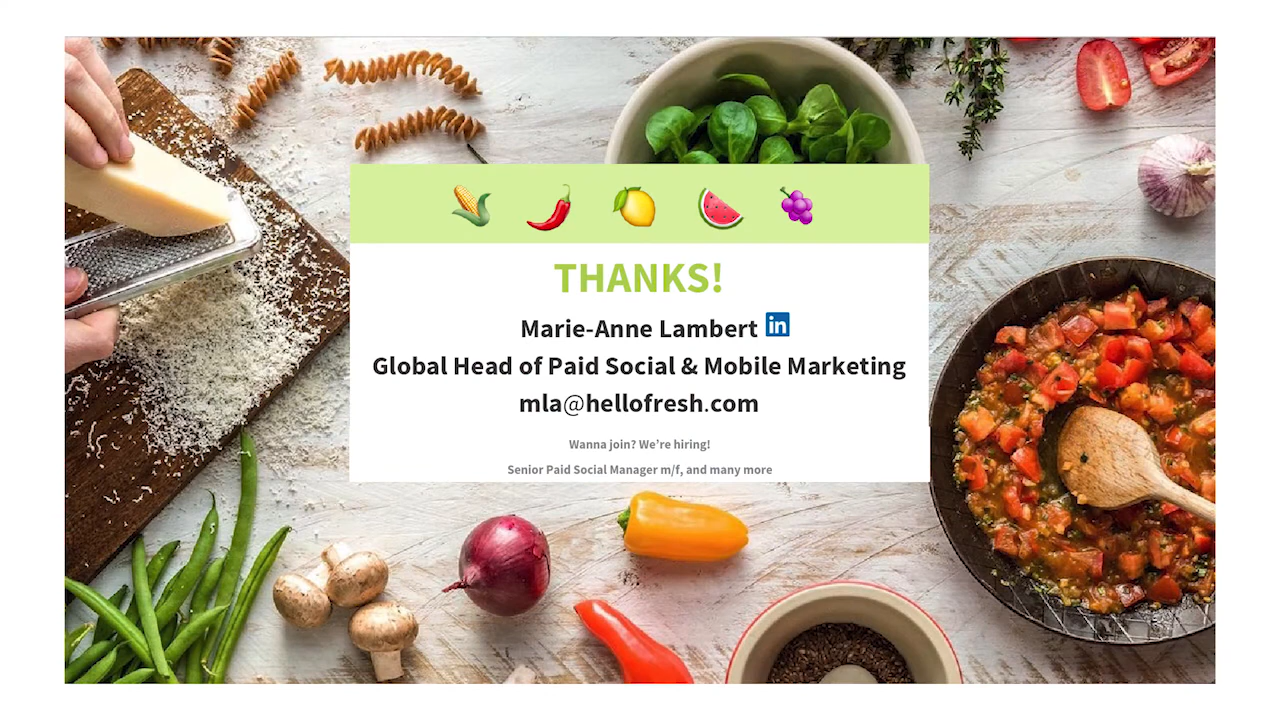 THANKS!
Marie-Anne Lambert in
Global Head of Paid Social & Mobile Marketing
mla@hellofresh.com
Wanna join? We're hiring!
Senior Paid Social Manager m/f, and many more